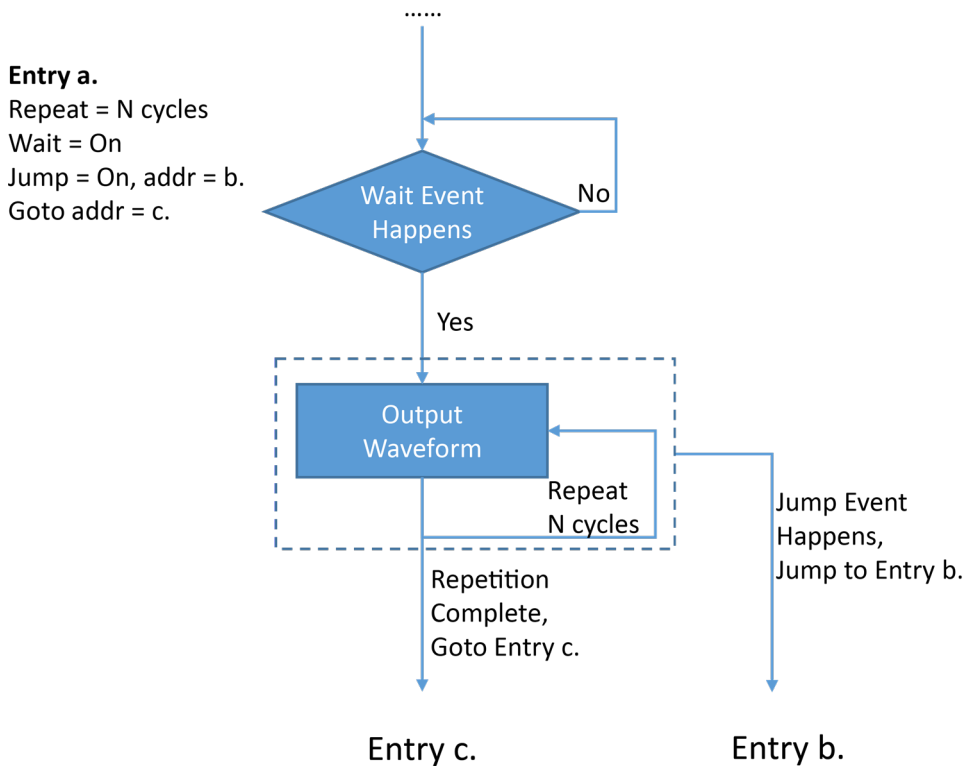 ......
Entry a.
Repeat = N cycles
Wait = On
Jump = On, addr = b.
Goto addr = c.
Wait Event
Happens
No
Yes
Output
Waveform
Repeat
N cycles
Jump Event
Happens,
Jump to Entry b.
Repetition
Complete,
Goto Entry c.
Entry c.
Entry b.